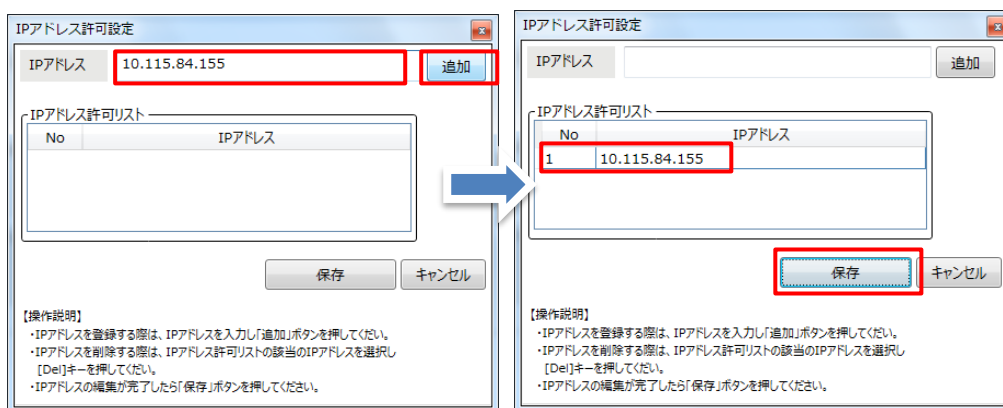 IPアドレス許可設定
IPアドレス 10.115.84.155 追加
IPアドレス許可リスト
No IPアドレス
保存 キャンセル
【操作説明】
・IPアドレスを登録する際は、IPアドレスを入力し「追加」ボタンを押してくだい。
・IPアドレスを削除する際は、IPアドレス許可リストの該当のIPアドレスを選択し
[Del]キーを押してくだい。
・IPアドレスの編集が完了したら「保存」ボタンを押してください。
IPアドレス許可設定
IPアドレス 追加
IPアドレス許可リスト
No IPアドレス
1 10.115.84.155
保存 キャンセル
【操作説明】
・IPアドレスを登録する際は、IPアドレスを入力し「追加」ボタンを押してくだい。
・IPアドレスを削除する際は、IPアドレス許可リストの該当のIPアドレスを選択し
[Del]キーを押してくだい。
・IPアドレスの編集が完了したら「保存」ボタンを押してください。